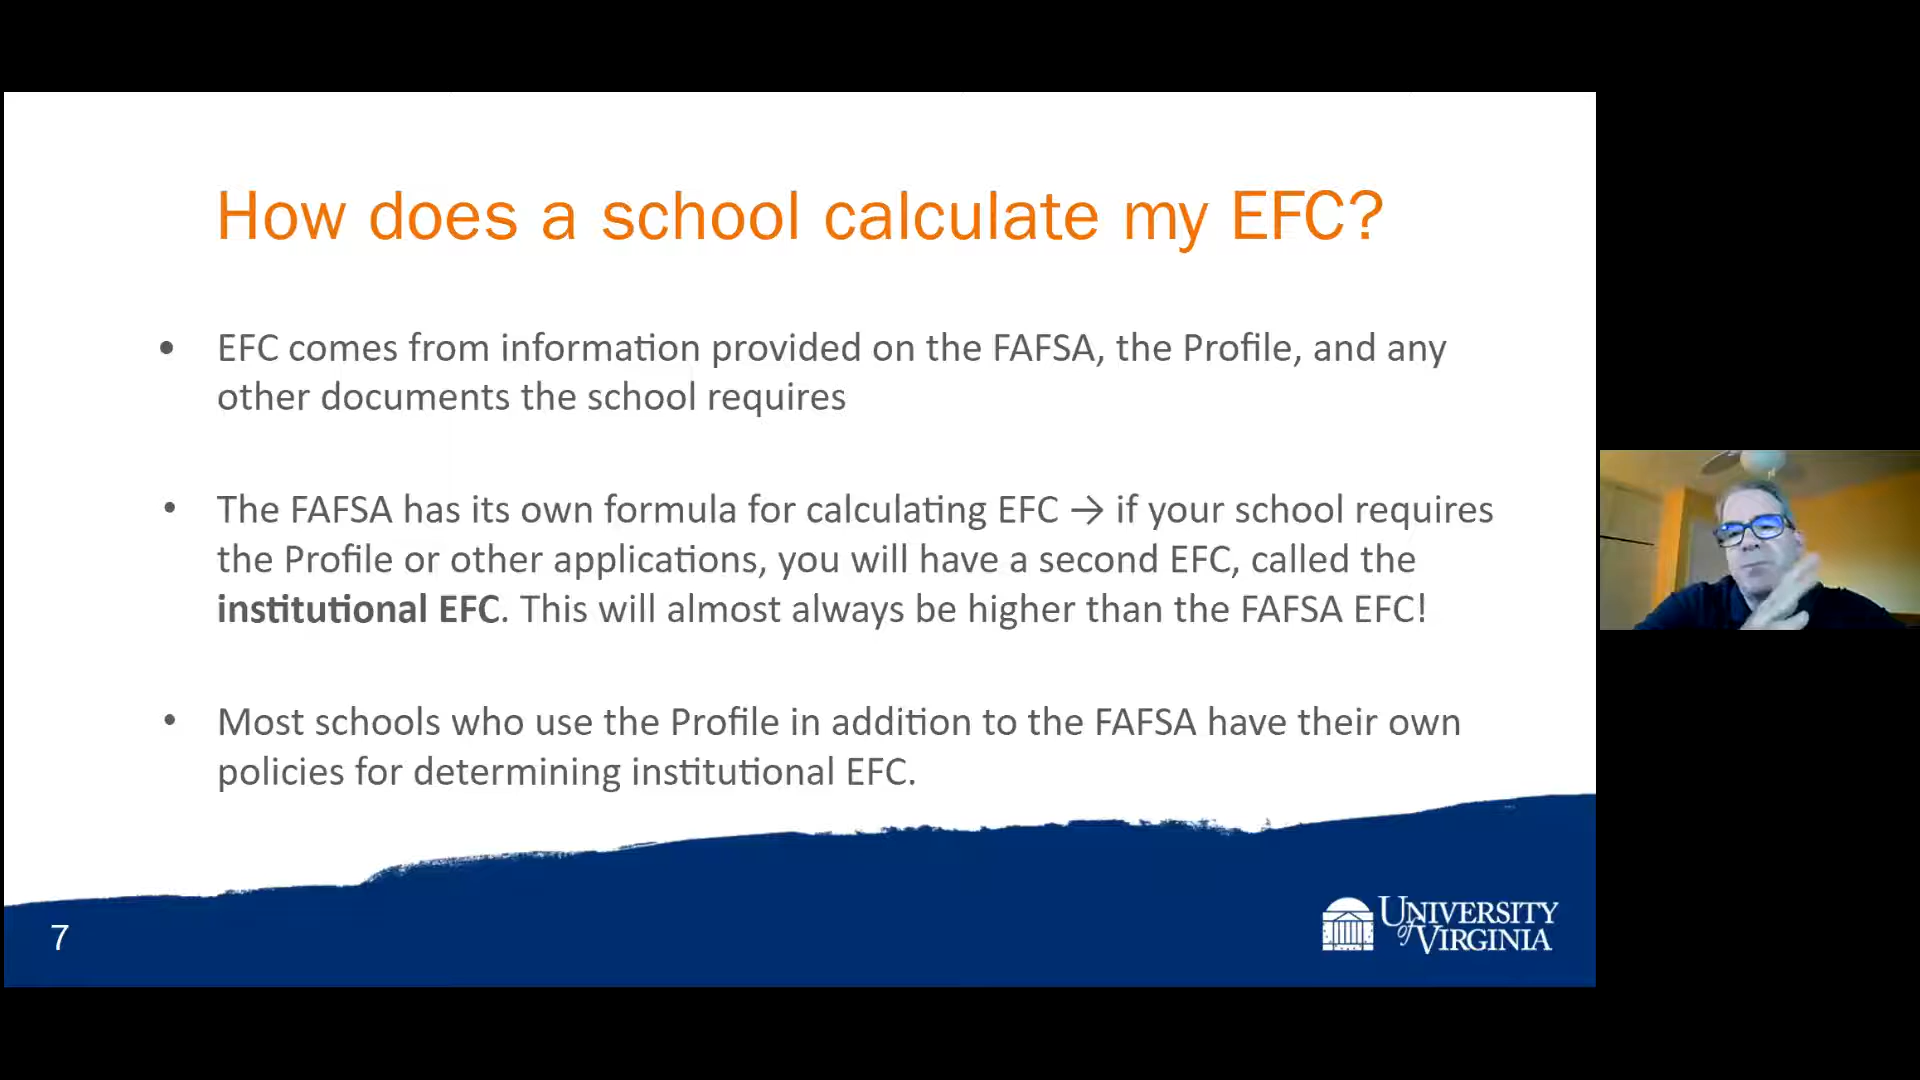 How does a school calculate my EFC?
• EFC comes from information provided on the FAFSA, the Profile, and any
other documents the school requires
• The FAFSA has its own formula for calculating EFC → if your school requires
the Profile or other applications, you will have a second EFC, called the
institutional EFC. This will almost always be higher than the FAFSA EFC!
• Most schools who use the Profile in addition to the FAFSA have their own
policies for determining institutional EFC.
7
UNIVERSITY
of VIRGINIA